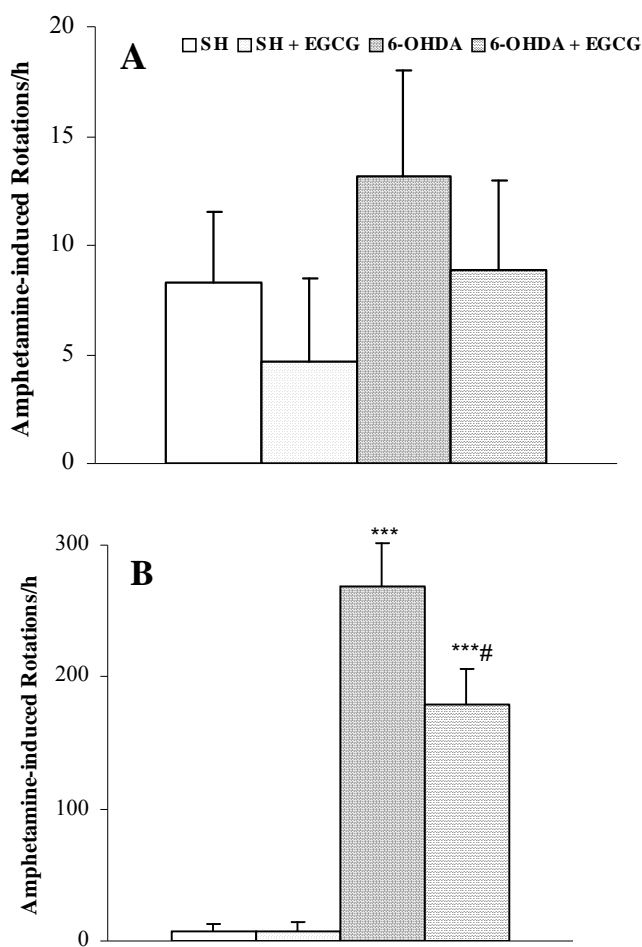 20
A
SH SH + EGCG 6-OHDA 6-OHDA + EGCG
15
10
5
0
Amphetamine-induced Rotations/h
300
B
***
***#
200
100
0
Amphetamine-induced Rotations/h